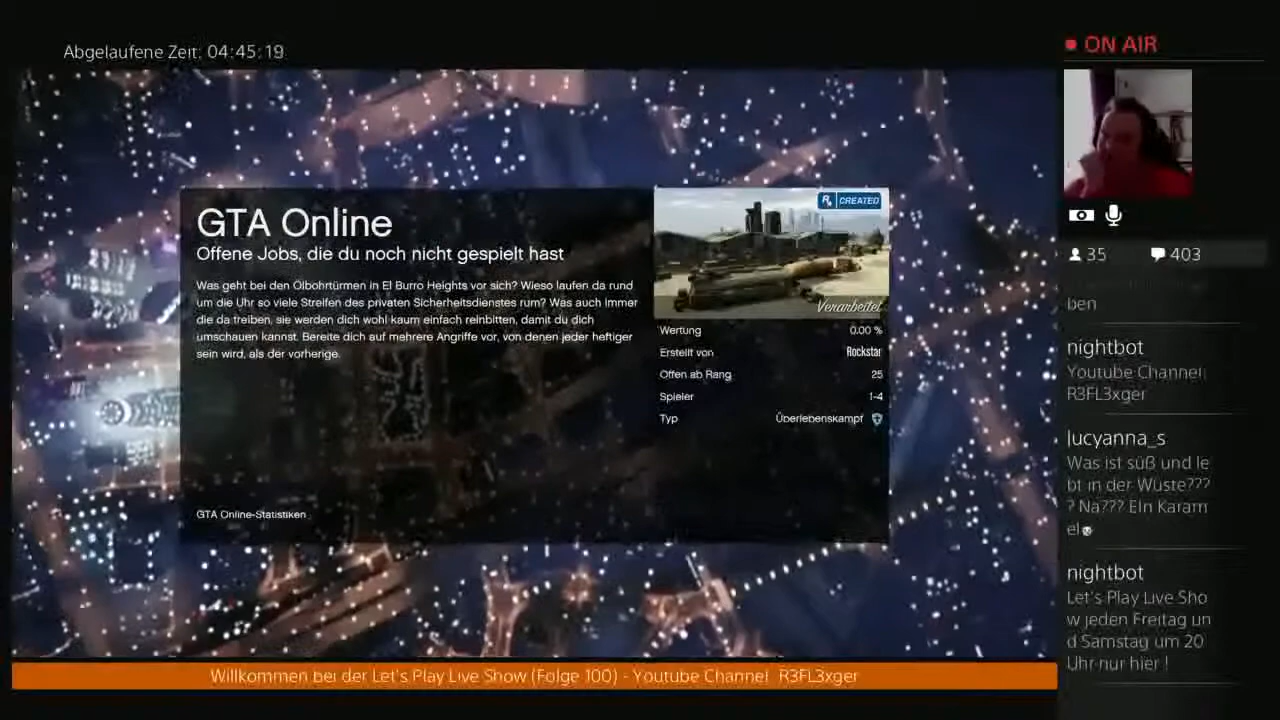 Abgelaufene Zeit: 04:45:19
ON AIR
GTA Online
Offene Jobs, die du noch nicht gespielt hast
Was geht bei den Ölbohrtürmen in El Burro Heights vor sich? Wieso laufen da rund
um die Uhr so viele Streifen des privaten Sicherheitsdienstes rum? Was auch immer
die da treiben, sie werden dich wohl kaum einfach reinbitten, damit du dich
umschauen kannst. Bereite dich auf mehrere Angriffe vor, von denen jeder heftiger
sein wird, als der vorherige.
GTA Online-Statistiken
R CREATED
Verarbeitet
Wertung 0.00 %
Erstellt von Rockstar
Offen ab Rang 25
Spieler 1-4
Typ Überlebenskampf
35 403
ben
nightbot
Youtube Channel:
R3FL3xger
lucyanna_s
Was ist süß und le
bt in der Wüste???
? Na??? EIn Karam
el
nightbot
Let's Play Live Sho
w jeden Freitag un
d Samstag um 20
Uhr nur hier !
Willkommen bei der Let's Play Live Show (Folge 100) - Youtube Channel R3FL3xger